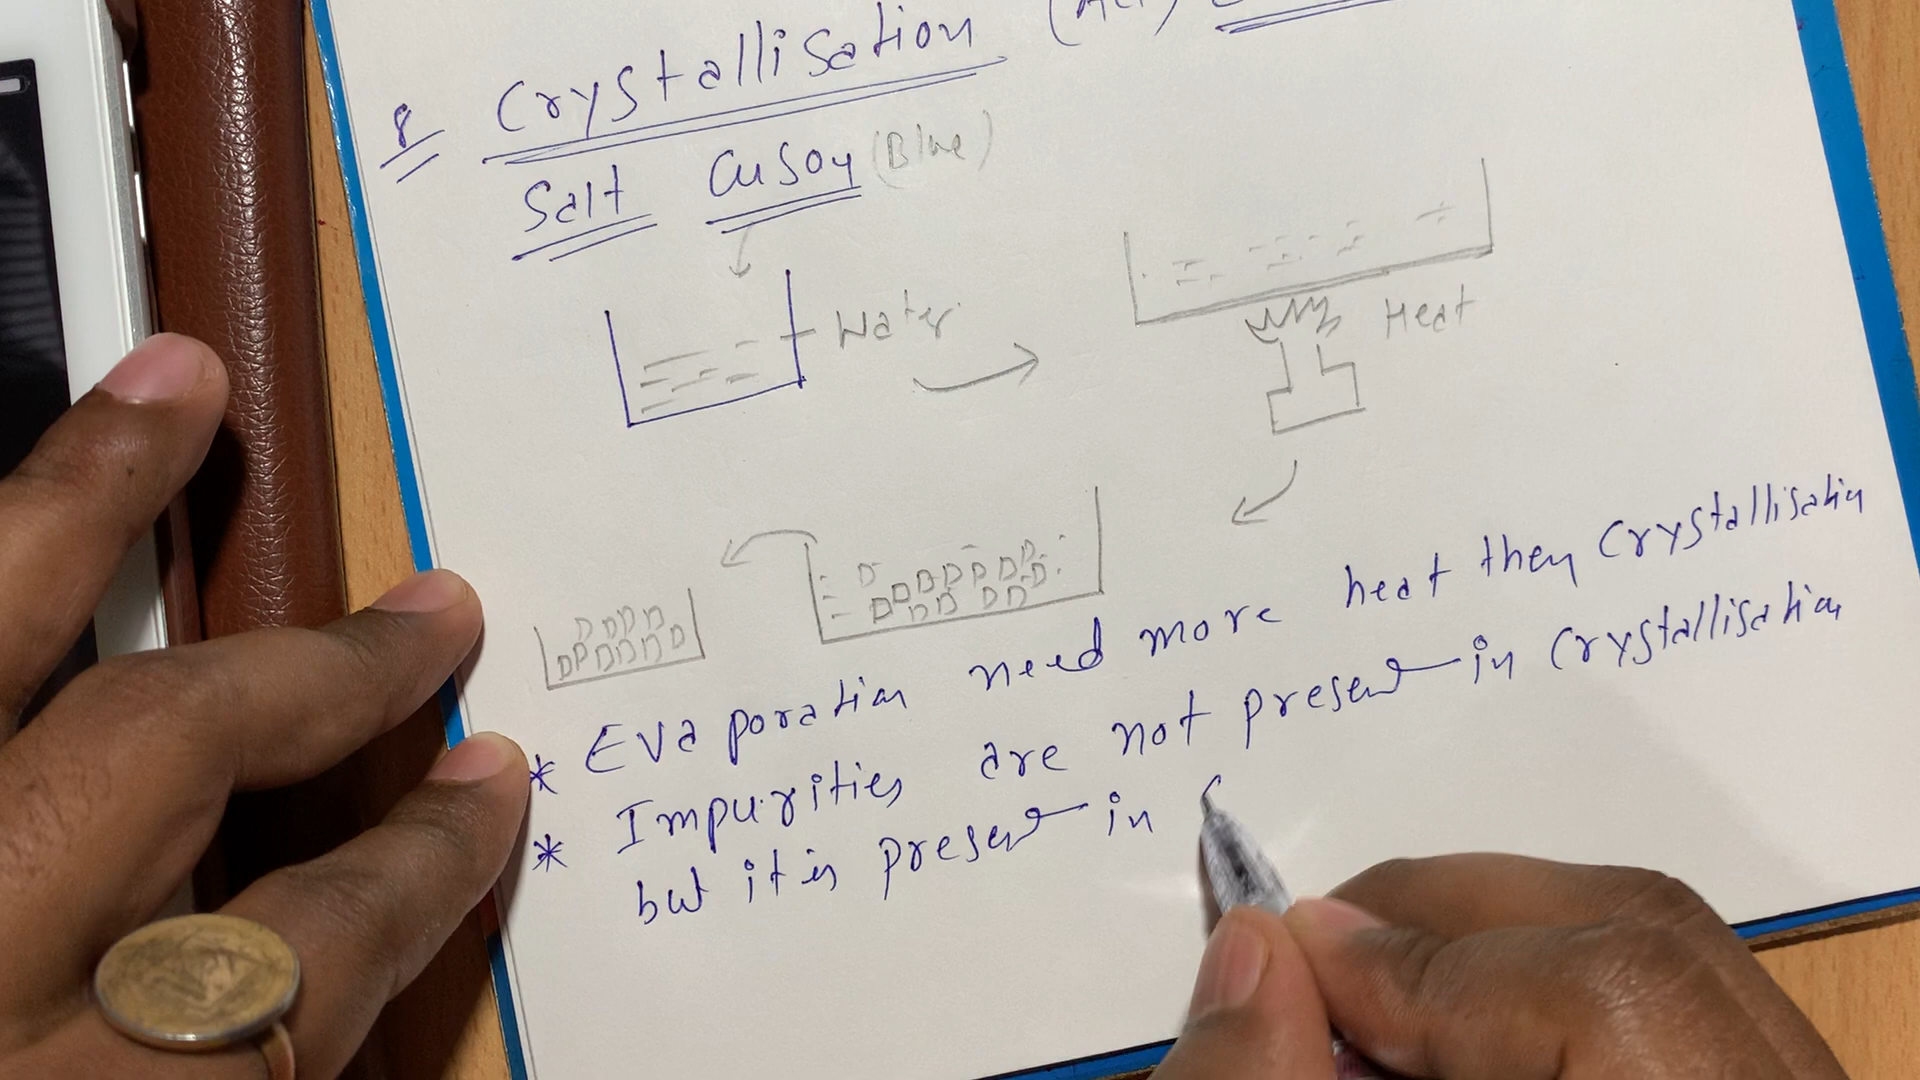 8 Crystallisation
Salt CuSO4 (Blue)
Water
Heat
* Evaporation need more heat then Crystallisation
* Impurities are not present in Crystallisation
but it is present in